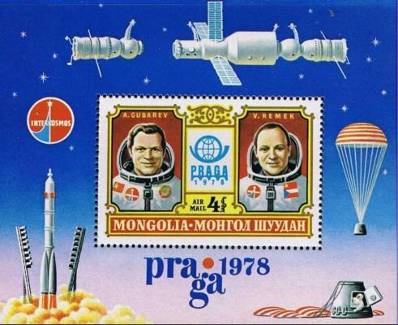 A.GUBAREV
V.REMEK
INTERKOSMOS
PRAGA
1978
AIR
MAIL
4₮
MONGOLIA-МОНГОЛ ШУУДАН
praga 1978